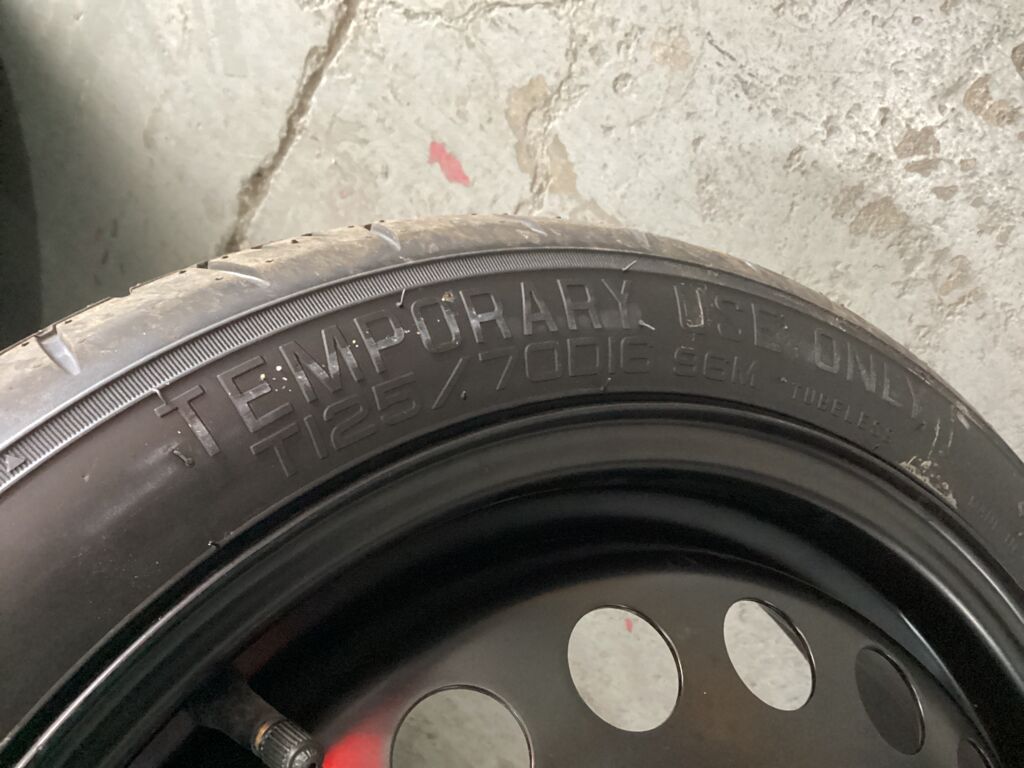 TEMPORARY USE ONLY
T125/70D16 96M TUBELESS